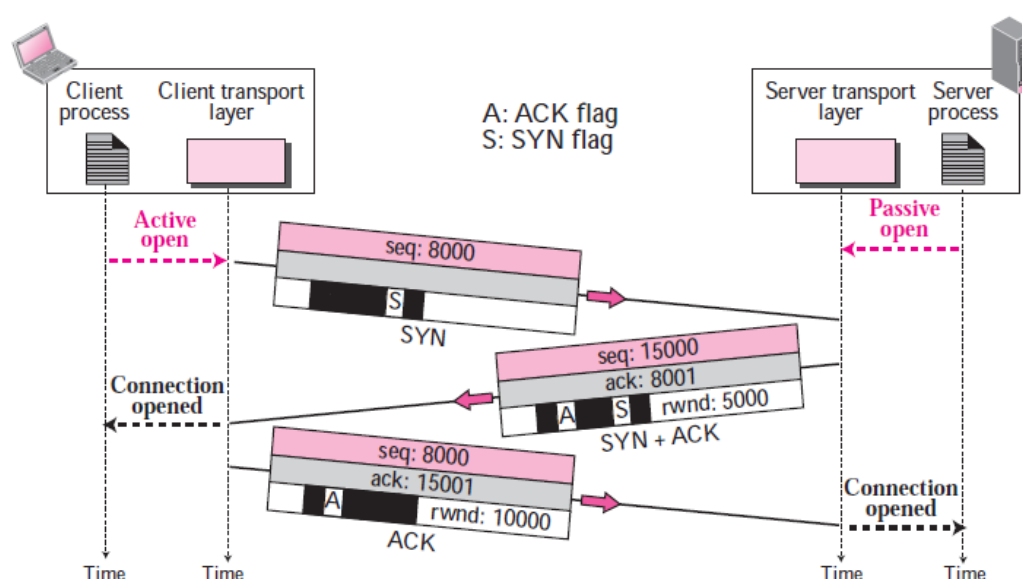 Client
process
Client transport
layer
A: ACK flag
S: SYN flag
Server transport
layer
Server
process
Active
open
Passive
open
seq: 8000
S
SYN
seq: 15000
ack: 8001
A
S
rwnd: 5000
SYN + ACK
Connection
opened
seq: 8000
ack: 15001
A
rwnd: 10000
ACK
Connection
opened
Time
Time
Time
Time